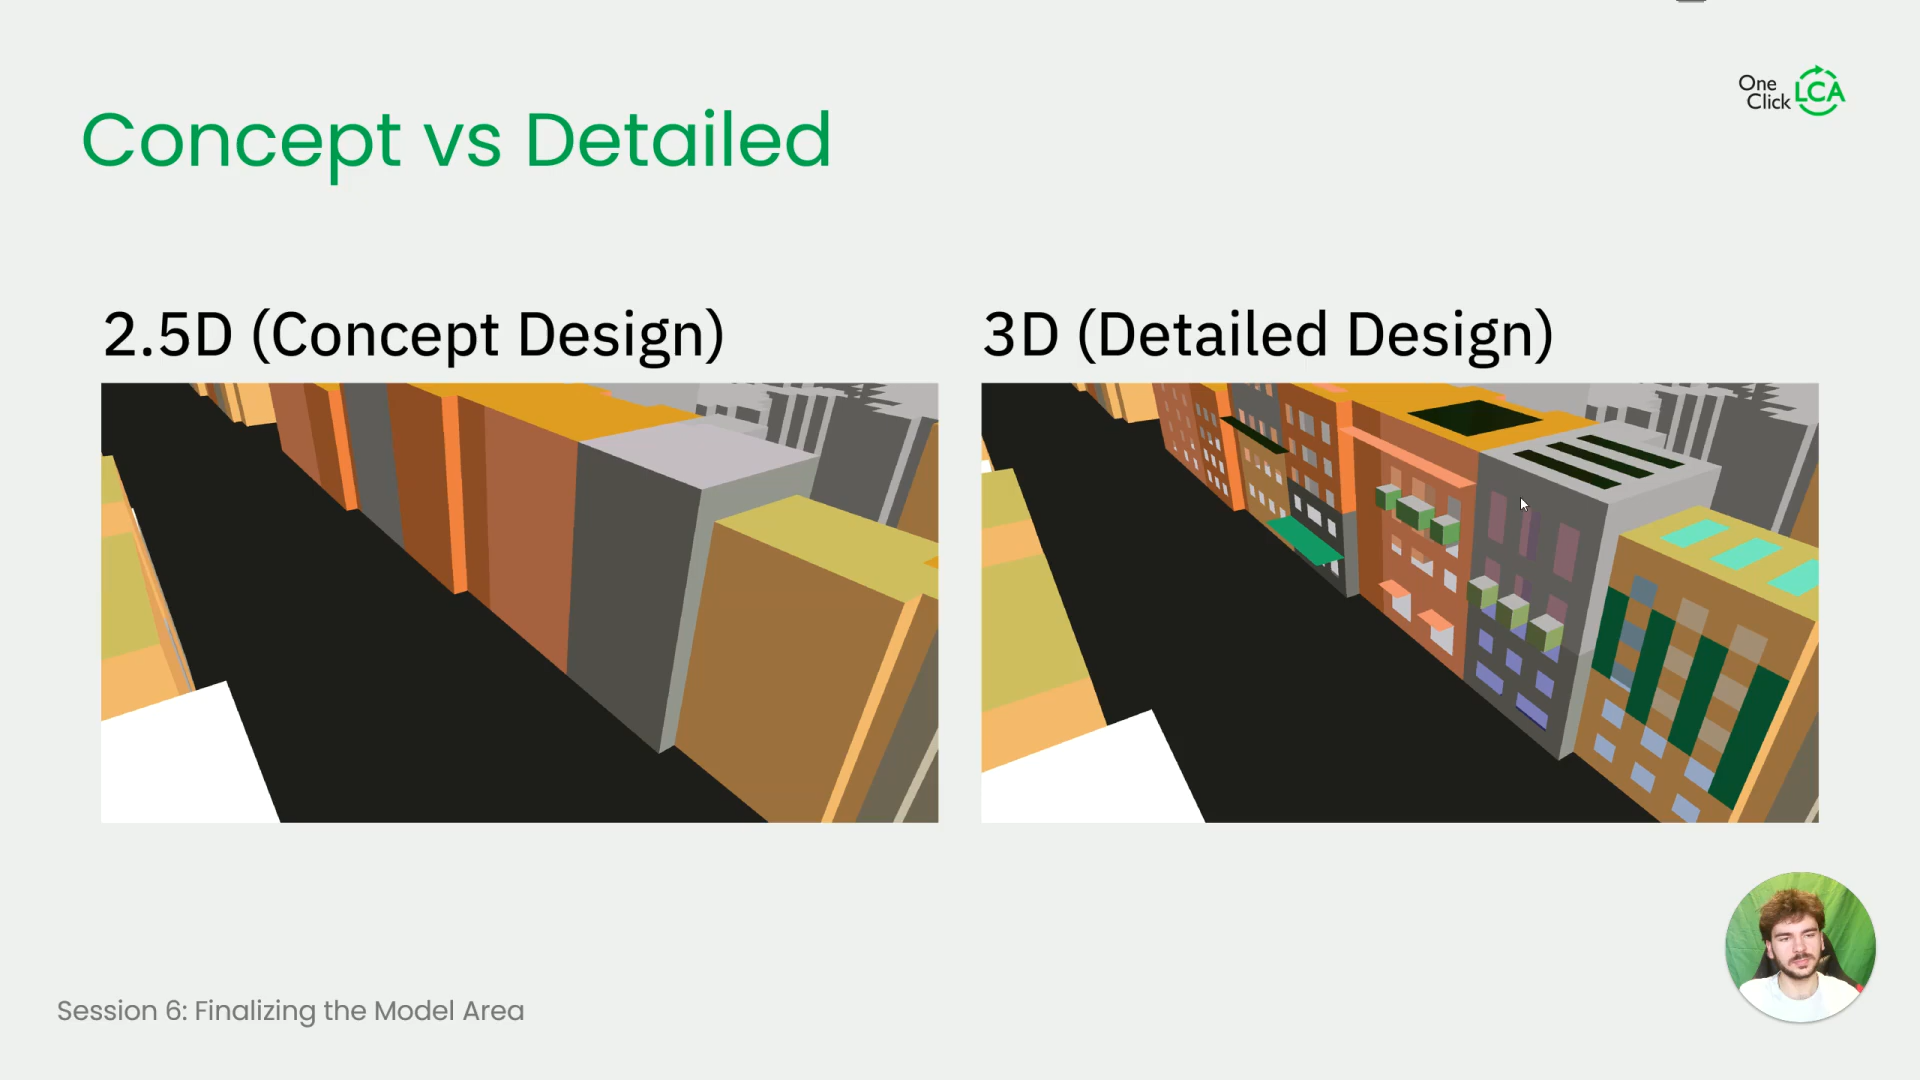 One
Click LCA
Concept vs Detailed
2.5D (Concept Design)
3D (Detailed Design)
Session 6: Finalizing the Model Area